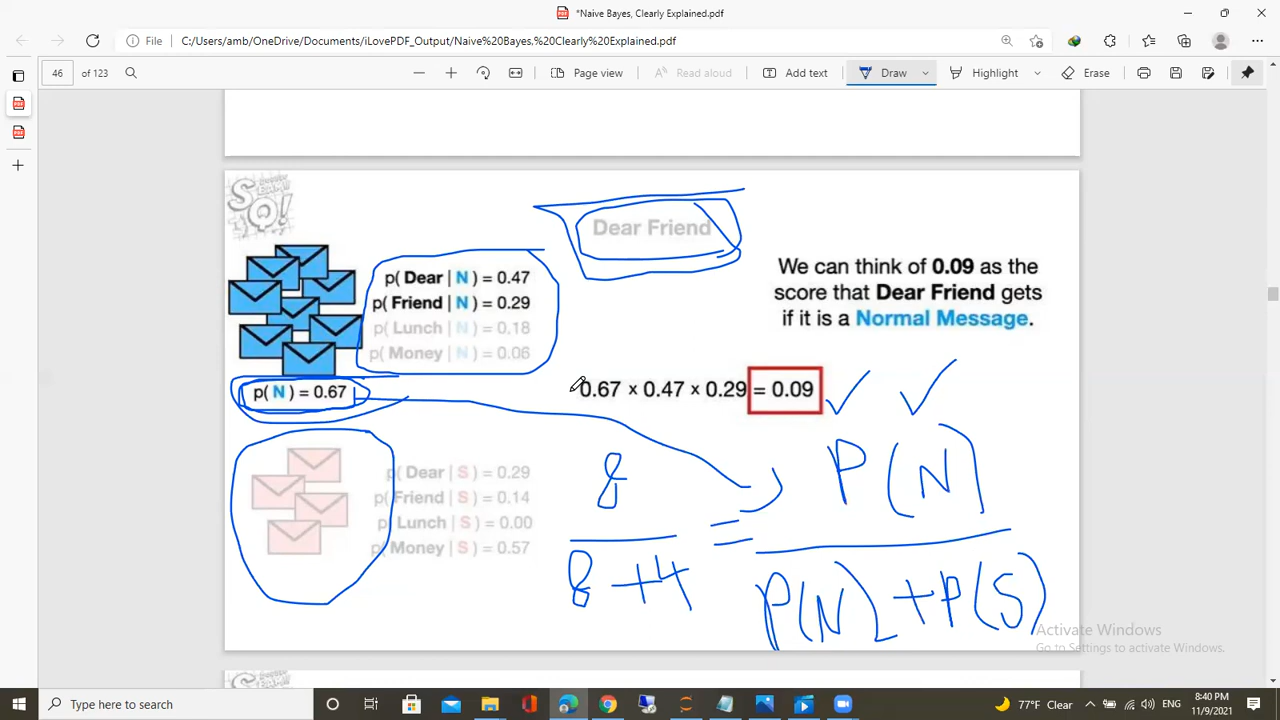 *Naive Bayes, Clearly Explained.pdf
File C:/Users/amb/OneDrive/Documents/iLovePDF_Output/Naive%20Bayes,%20Clearly%20Explained.pdf
46 of 123 Page view Read aloud Add text Draw Highlight Erase
SQ!
Dear Friend
p( Dear | N ) = 0.47
p( Friend | N ) = 0.29
p( Lunch | N ) = 0.18
p( Money | N ) = 0.06
We can think of 0.09 as the
score that Dear Friend gets
if it is a Normal Message.
p( N ) = 0.67
0.67 × 0.47 × 0.29 = 0.09
p( Dear | S ) = 0.29
p( Friend | S ) = 0.14
p( Lunch | S ) = 0.00
p( Money | S ) = 0.57
8
8 + 4
=
P(N)
P(N) + P(S)
Activate Windows
Go to Settings to activate Windows.
Type here to search
77°F Clear
ENG
8:40 PM
11/9/2021